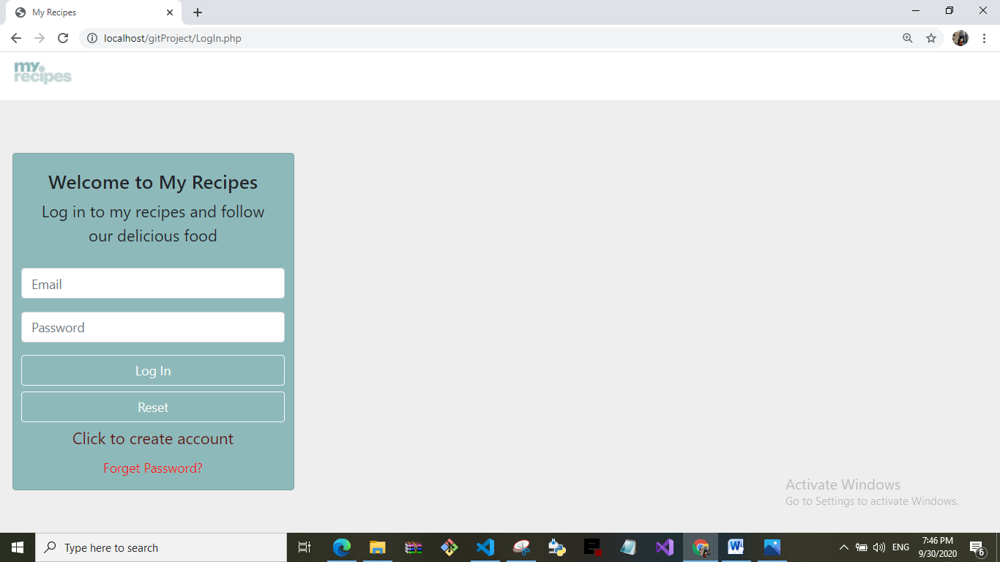 My Recipes
localhost/gitProject/LogIn.php
my.
recipes
Welcome to My Recipes
Log in to my recipes and follow
our delicious food
Email
Password
Log In
Reset
Click to create account
Forget Password?
Activate Windows
Go to Settings to activate Windows.
Type here to search
ENG
7:46 PM
9/30/2020
6